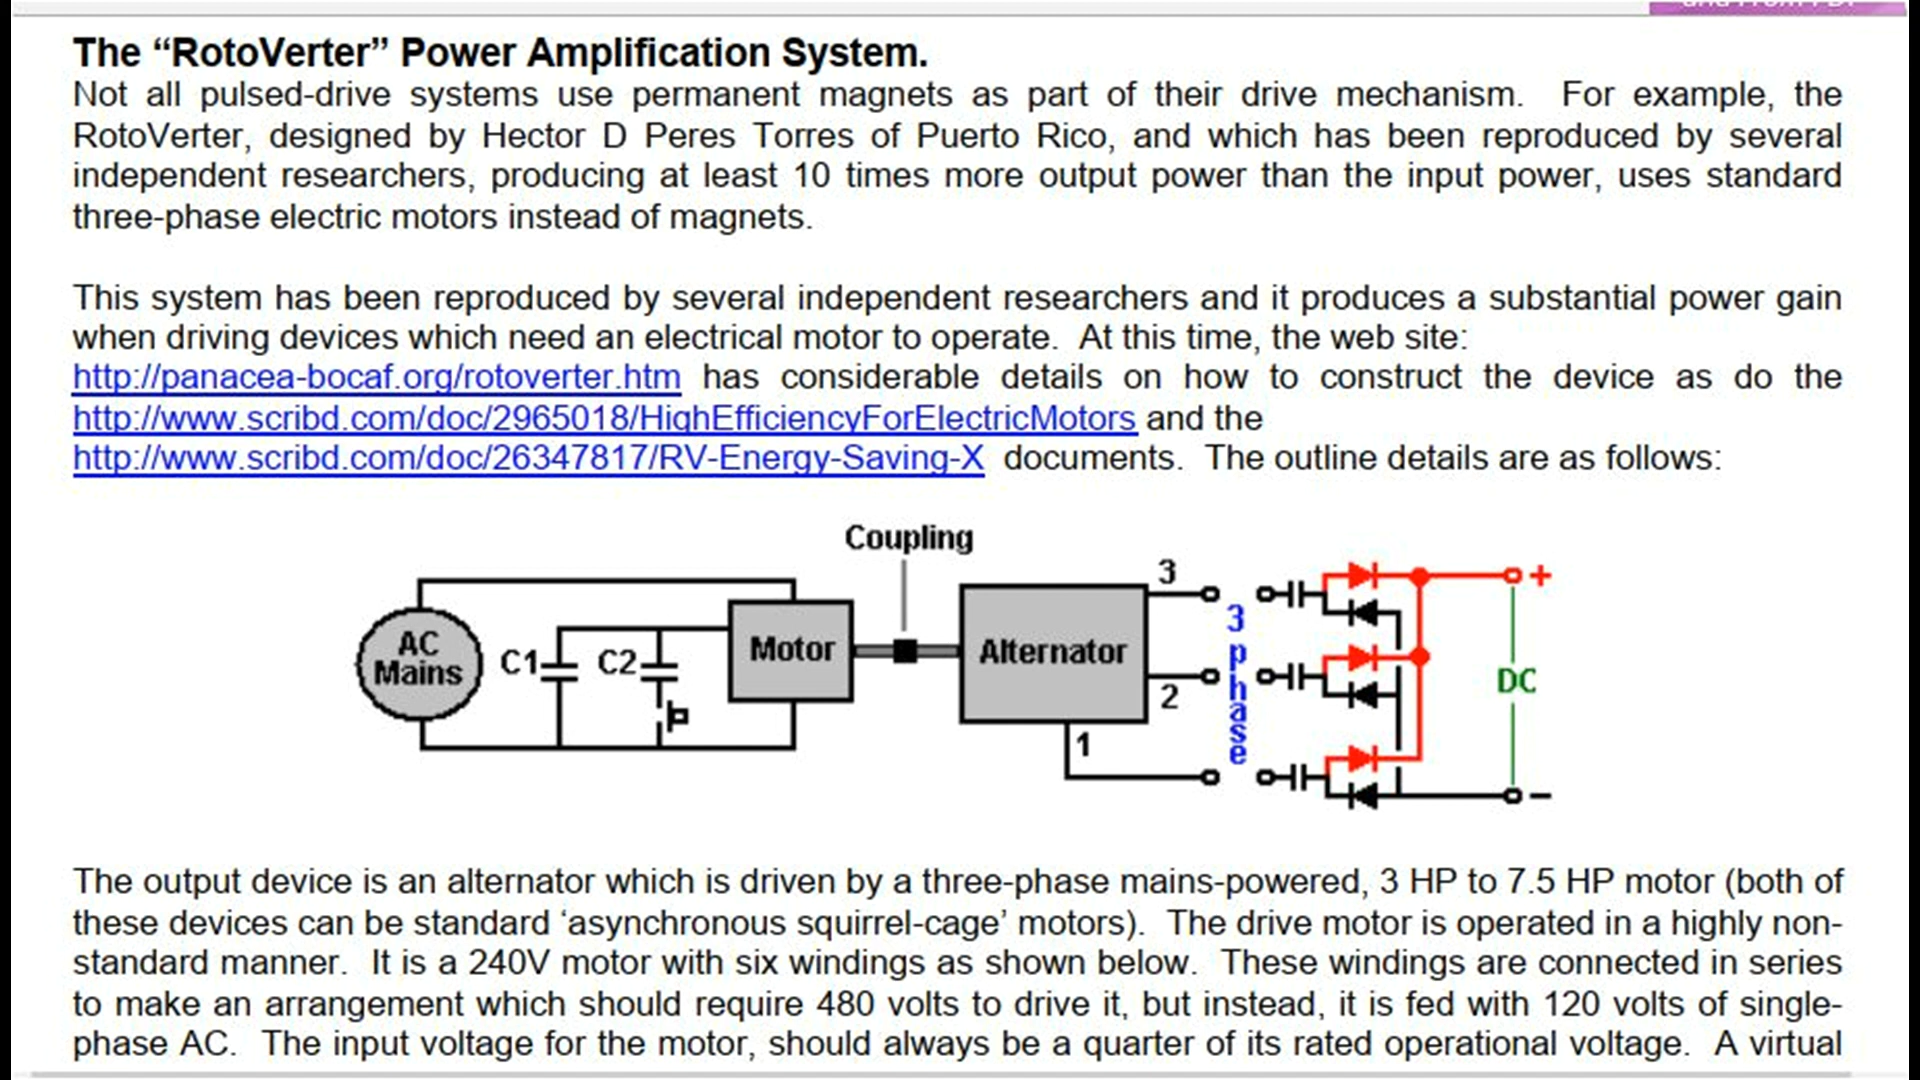 The “RotoVerter” Power Amplification System.
Not all pulsed-drive systems use permanent magnets as part of their drive mechanism. For example, the
RotoVerter, designed by Hector D Peres Torres of Puerto Rico, and which has been reproduced by several
independent researchers, producing at least 10 times more output power than the input power, uses standard
three-phase electric motors instead of magnets.
This system has been reproduced by several independent researchers and it produces a substantial power gain
when driving devices which need an electrical motor to operate. At this time, the web site:
http://panacea-bocaf.org/rotoverter.htm has considerable details on how to construct the device as do the
http://www.scribd.com/doc/2965018/HighEfficiencyForElectricMotors and the
http://www.scribd.com/doc/26347817/RV-Energy-Saving-X documents. The outline details are as follows:
Coupling
AC
Mains
C1
C2
Motor
Alternator
3
2
1
3 phase
+
DC
−
The output device is an alternator which is driven by a three-phase mains-powered, 3 HP to 7.5 HP motor (both of
these devices can be standard ‘asynchronous squirrel-cage’ motors). The drive motor is operated in a highly non-
standard manner. It is a 240V motor with six windings as shown below. These windings are connected in series
to make an arrangement which should require 480 volts to drive it, but instead, it is fed with 120 volts of single-
phase AC. The input voltage for the motor, should always be a quarter of its rated operational voltage. A virtual